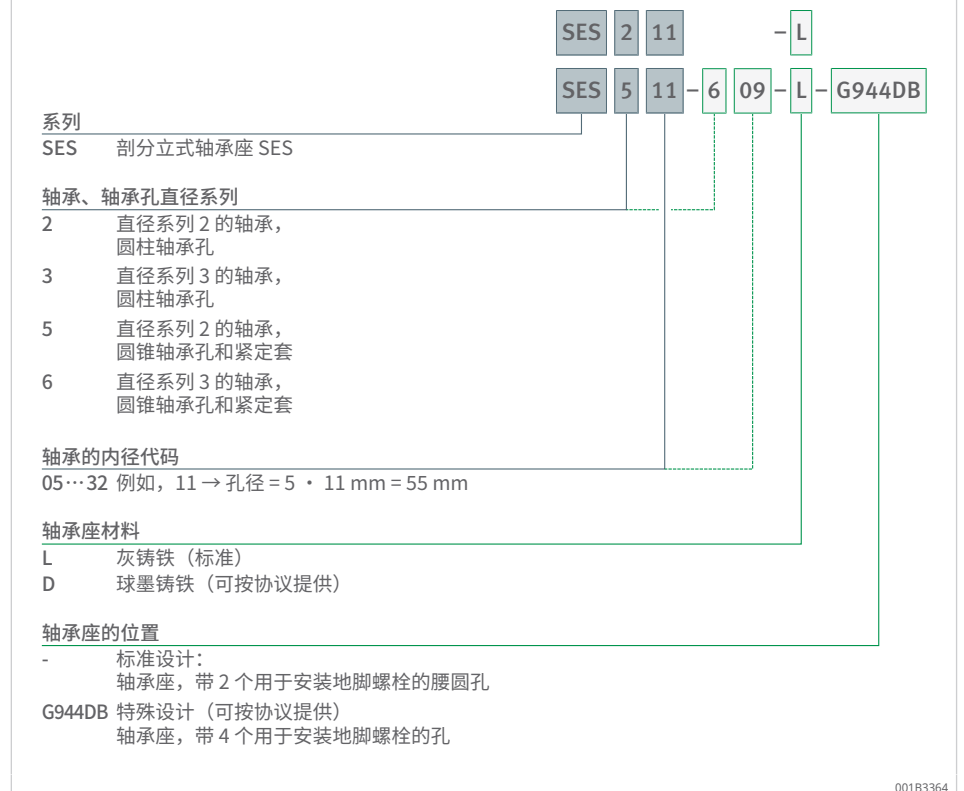 SES 2 11 – L
SES 5 11 – 6 09 – L – G944DB
系列
SES 剖分立式轴承座 SES
轴承、轴承孔直径系列
2 直径系列 2 的轴承，
圆柱轴承孔
3 直径系列 3 的轴承，
圆柱轴承孔
5 直径系列 2 的轴承，
圆锥轴承孔和紧定套
6 直径系列 3 的轴承，
圆锥轴承孔和紧定套
轴承的内径代码
05…32 例如，11 → 孔径 = 5 · 11 mm = 55 mm
轴承座材料
L 灰铸铁（标准）
D 球墨铸铁（可按协议提供）
轴承座的位置
- 标准设计：
轴承座，带 2 个用于安装地脚螺栓的腰圆孔
G944DB 特殊设计（可按协议提供）
轴承座，带 4 个用于安装地脚螺栓的孔
001B3364